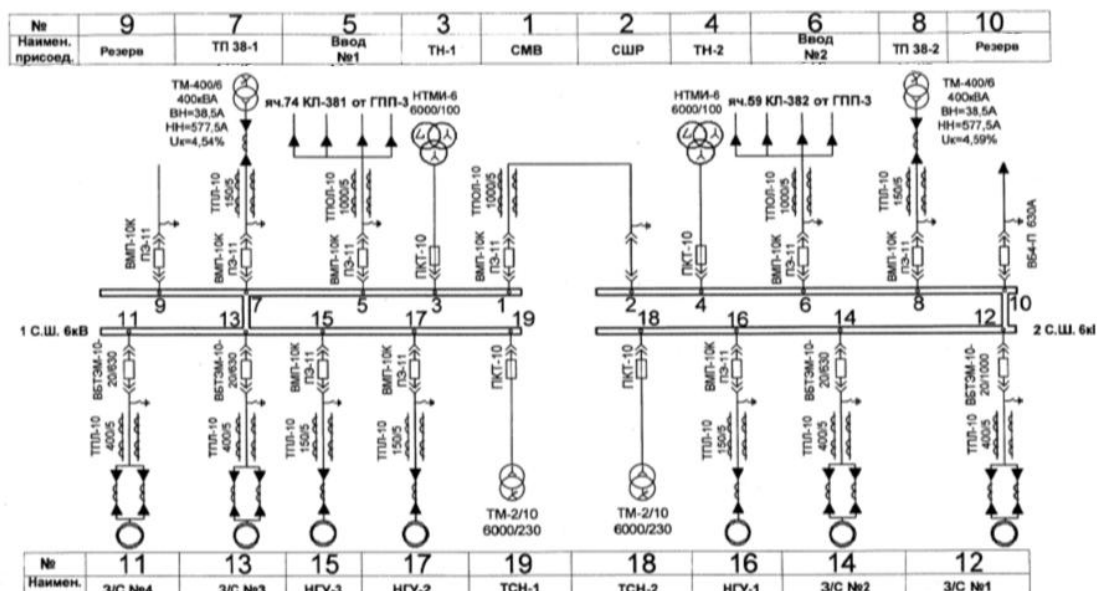 № 9 7 5 3 1 2 4 6 8 10
Наимен. присоед. Резерв ТП 38-1 Ввод №1 ТН-1 СМВ СШР ТН-2 Ввод №2 ТП 38-2 Резерв
ТМ-400/6
400кВА
ВН=38,5А
НН=577,5А
Uк=4,54%
яч.74 КЛ-381 от ГПП-3
НТМИ-6
6000/100
НТМИ-6
6000/100
яч.59 КЛ-382 от ГПП-3
ТМ-400/6
400кВА
ВН=38,5А
НН=577,5А
Uк=4,59%
ТПЛ-10
150/5
ТПОЛ-10
1000/5
ТПОЛ-10
1000/5
ТПОЛ-10
1000/5
ТПЛ-10
150/5
ВМП-10К
ПЭ-11
ВМП-10К
ПЭ-11
ВМП-10К
ПЭ-11
ПКТ-10
ВМП-10К
ПЭ-11
ПКТ-10
ВМП-10К
ПЭ-11
ВМП-10К
ПЭ-11
ВБ4-П 630А
9 7 5 3 1 2 4 6 8 10
11 13 15 17 19 18 16 14 12
1 С.Ш. 6кВ
2 С.Ш. 6кІ
ВБТЭМ-10-
20/630
ВБТЭМ-10-
20/630
ВМП-10К
ПЭ-11
ВМП-10К
ПЭ-11
ПКТ-10
ПКТ-10
ВМП-10К
ПЭ-11
ВБТЭМ-10-
20/630
ВБТЭМ-10-
20/1000
ТПЛ-10
400/5
ТПЛ-10
400/5
ТПЛ-10
150/5
ТПЛ-10
150/5
ТПЛ-10
150/5
ТПЛ-10
400/5
ТПЛ-10
400/5
ТМ-2/10
6000/230
ТМ-2/10
6000/230
№ 11 13 15 17 19 18 16 14 12
Наимен. З/С №4 З/С №3 НГУ-3 НГУ-2 ТСН-1 ТСН-2 НГУ-1 З/С №2 З/С №1